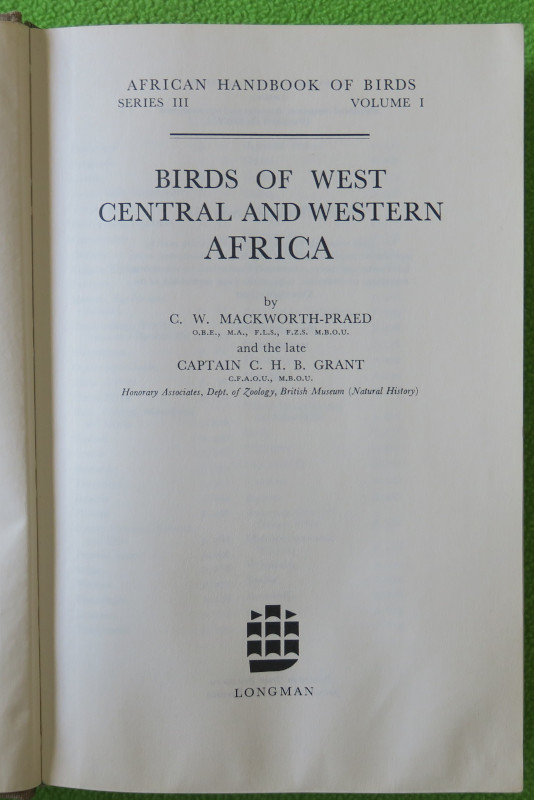 AFRICAN HANDBOOK OF BIRDS
SERIES III VOLUME I
BIRDS OF WEST
CENTRAL AND WESTERN
AFRICA
by
C. W. MACKWORTH-PRAED
O.B.E., M.A., F.L.S., F.Z.S. M.B.O.U.
and the late
CAPTAIN C. H. B. GRANT
C.F.A.O.U., M.B.O.U.
Honorary Associates, Dept. of Zoology, British Museum (Natural History)
LONGMAN